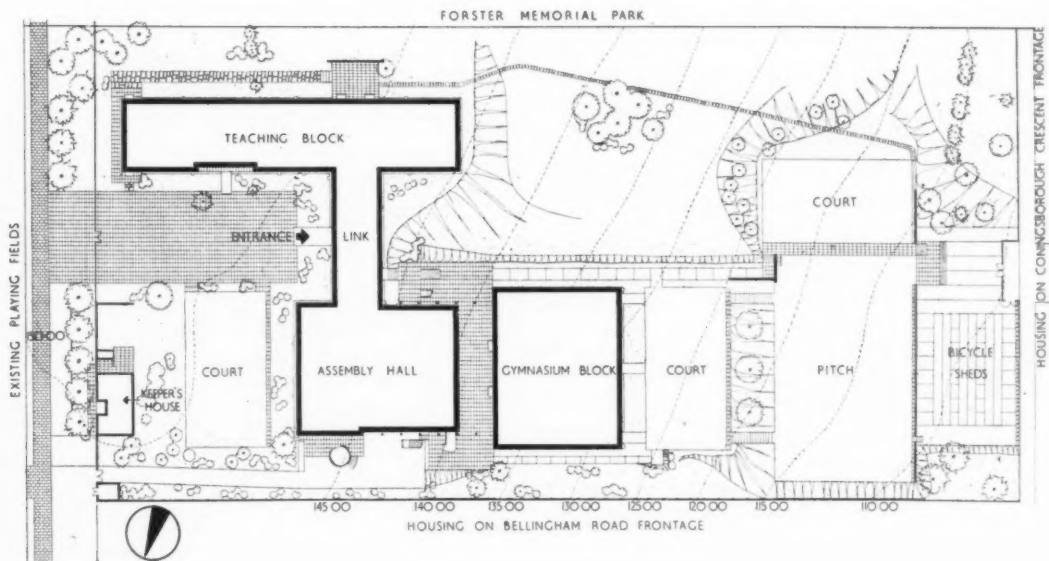 FORSTER MEMORIAL PARK
TEACHING BLOCK
ENTRANCE
LINK
COURT
PITCH
BICYCLE
SHEDS
EXISTING PLAYING FIELDS
HOUSING ON CONINGSBOROUGH CRESCENT FRONTAGE
KEEPER'S
HOUSE
COURT
ASSEMBLY HALL
GYMNASIUM BLOCK
COURT
145 00 140 00 135 00 130 00 125 00 120 00 115 00 110 00
HOUSING ON BELLINGHAM ROAD FRONTAGE